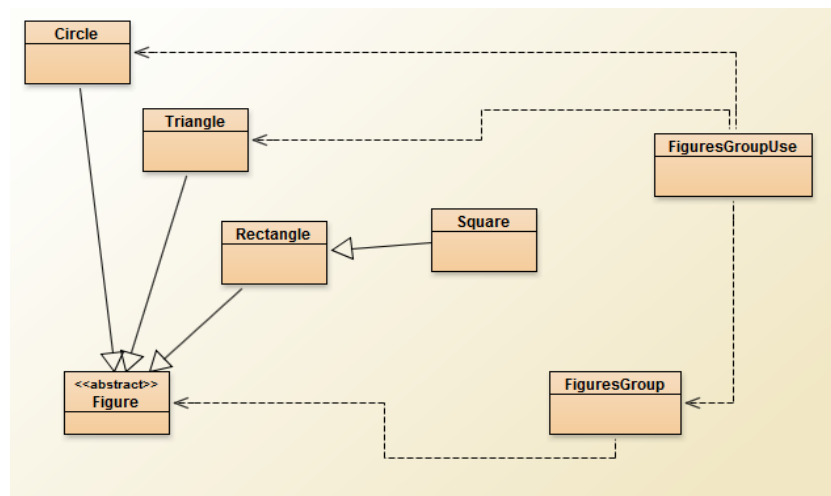 Circle
Triangle
FiguresGroupUse
Rectangle
Square
<<abstract>>
Figure
FiguresGroup